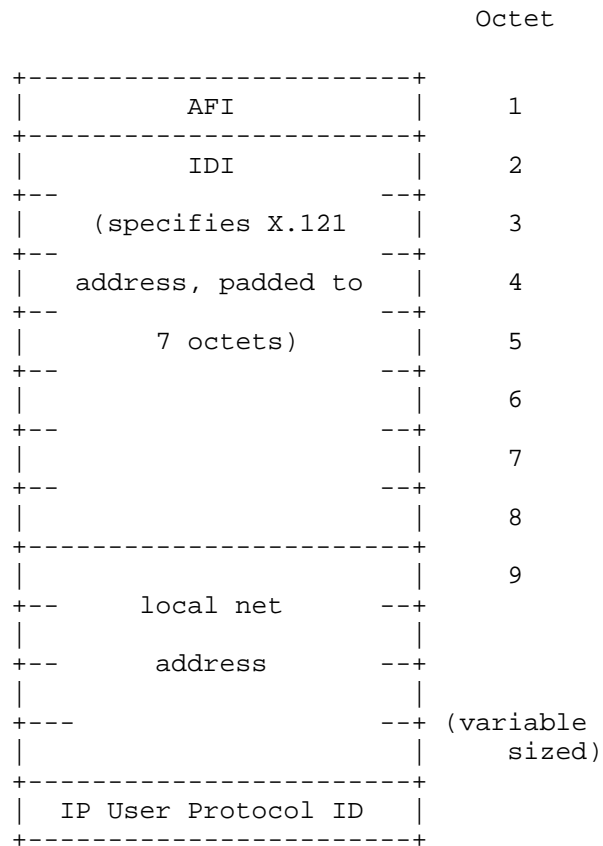 Octet
+-------------------------+
| AFI | 1
+-------------------------+
| IDI | 2
+-- --+
| (specifies X.121 | 3
+-- --+
| address, padded to | 4
+-- --+
| 7 octets) | 5
+-- --+
| | 6
+-- --+
| | 7
+-- --+
| | 8
+-------------------------+
| | 9
+-- local net --+
| |
+-- address --+
| |
+--- --+ (variable
| | sized)
+-------------------------+
| IP User Protocol ID |
+-------------------------+